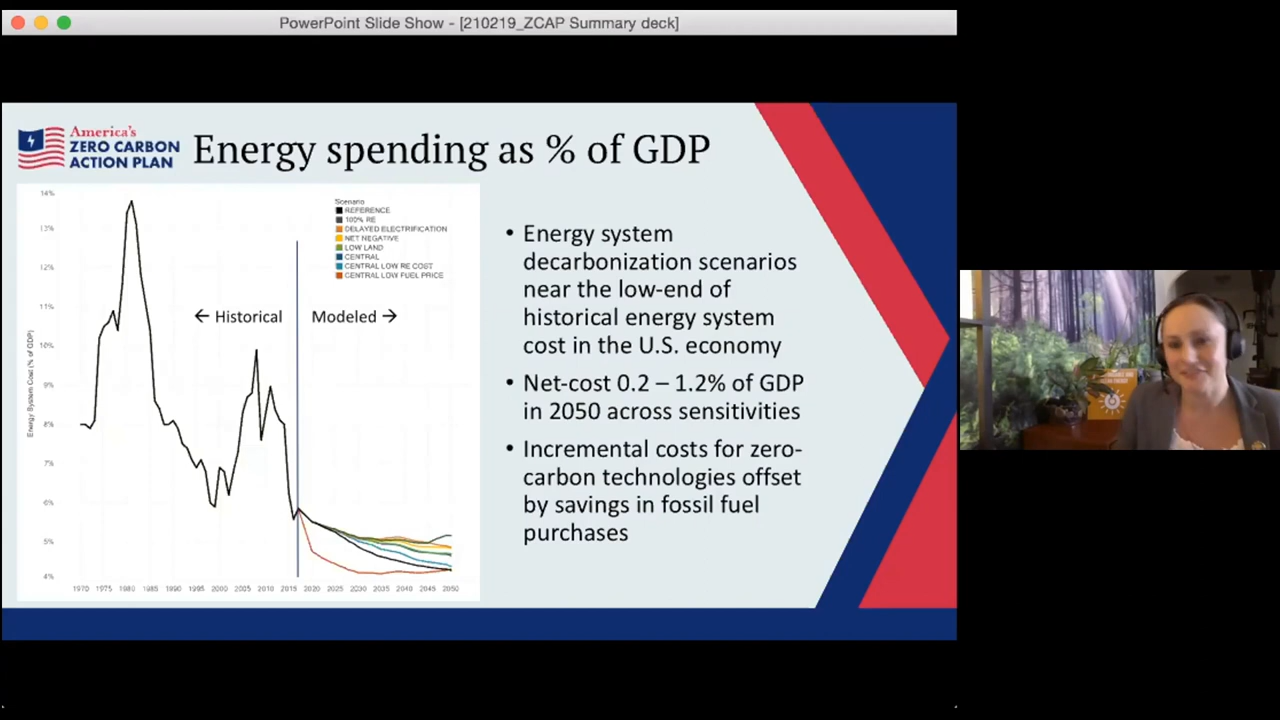 PowerPoint Slide Show - [210219_ZCAP Summary deck]
America's
ZERO CARBON
ACTION PLAN
Energy spending as % of GDP
14%
13%
12%
11%
10%
9%
8%
7%
6%
5%
4%
Energy System Cost (% of GDP)
Scenario
REFERENCE
100% RE
DELAYED ELECTRIFICATION
NET NEGATIVE
LOW LAND
CENTRAL
CENTRAL LOW RE COST
CENTRAL LOW FUEL PRICE
← Historical
Modeled →
1970 1975 1980 1985 1990 1995 2000 2005 2010 2015 2020 2025 2030 2035 2040 2045 2050
• Energy system
decarbonization scenarios
near the low-end of
historical energy system
cost in the U.S. economy
• Net-cost 0.2 – 1.2% of GDP
in 2050 across sensitivities
• Incremental costs for zero-
carbon technologies offset
by savings in fossil fuel
purchases